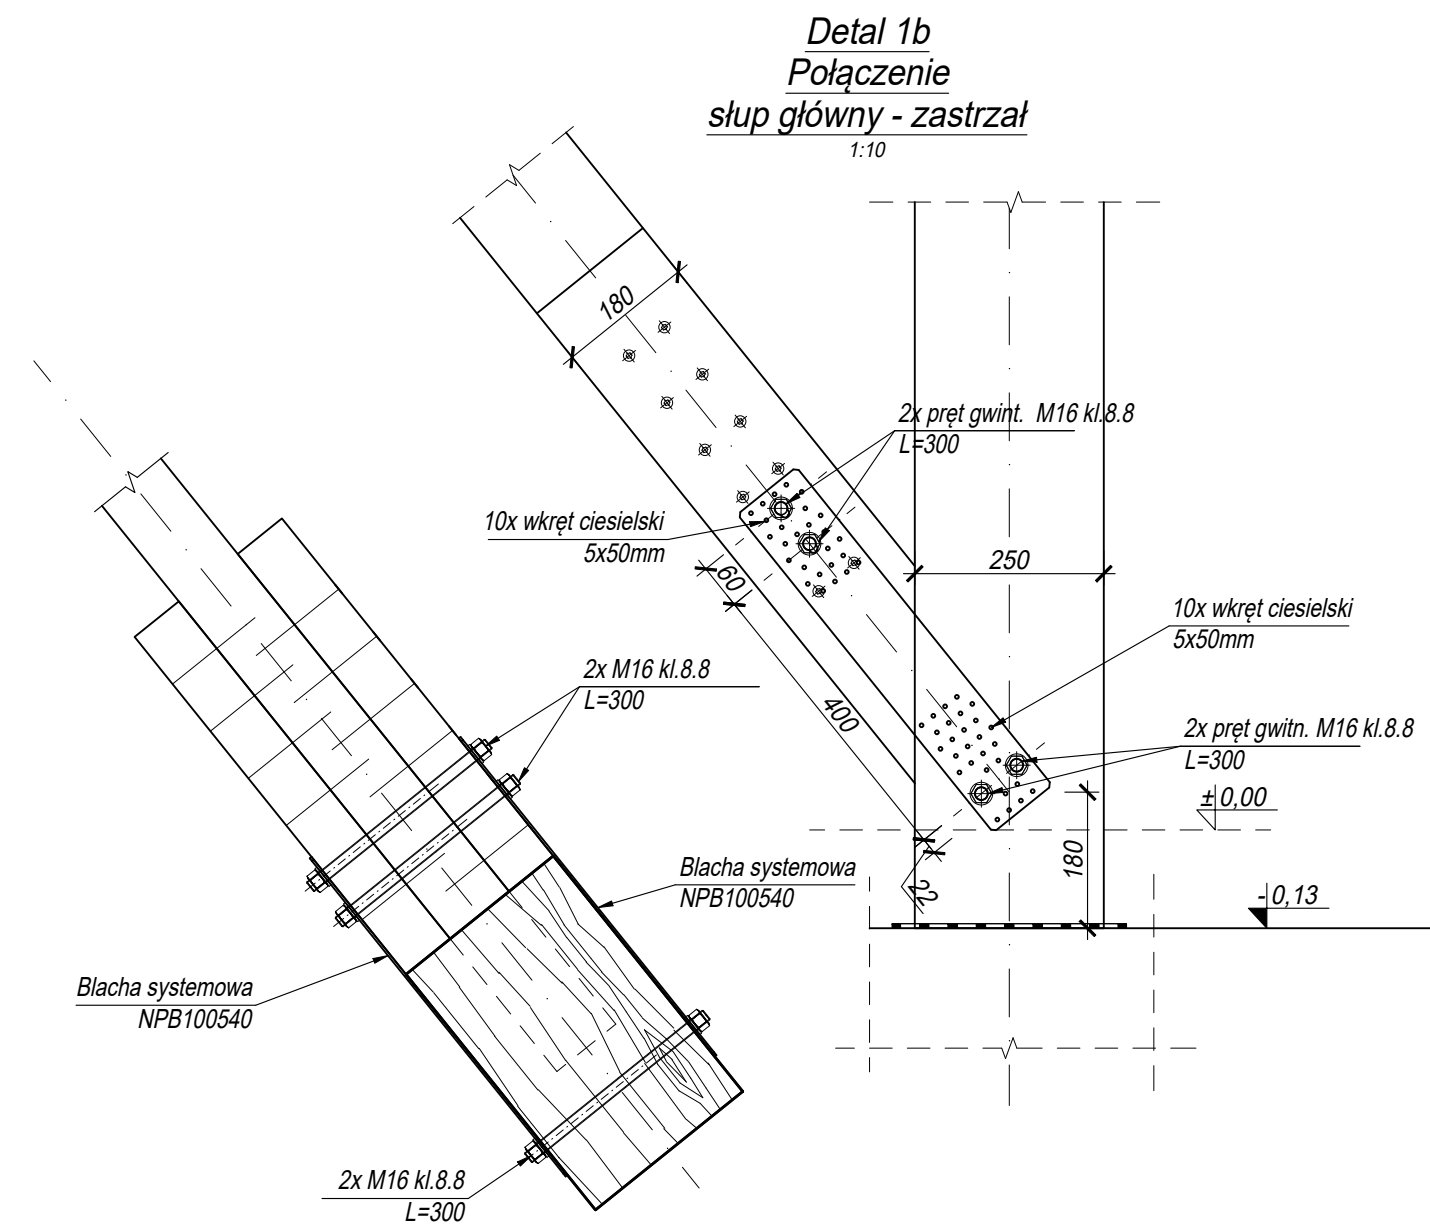 Detal 1b
Połączenie
słup główny - zastrzał
1:10
180
2x pręt gwint. M16 kl.8.8
L=300
10x wkręt ciesielski
5x50mm
60
250
10x wkręt ciesielski
5x50mm
2x M16 kl.8.8
L=300
400
2x pręt gwitn. M16 kl.8.8
L=300
± 0,00
180
Blacha systemowa
NPB100540
22
- 0,13
Blacha systemowa
NPB100540
2x M16 kl.8.8
L=300